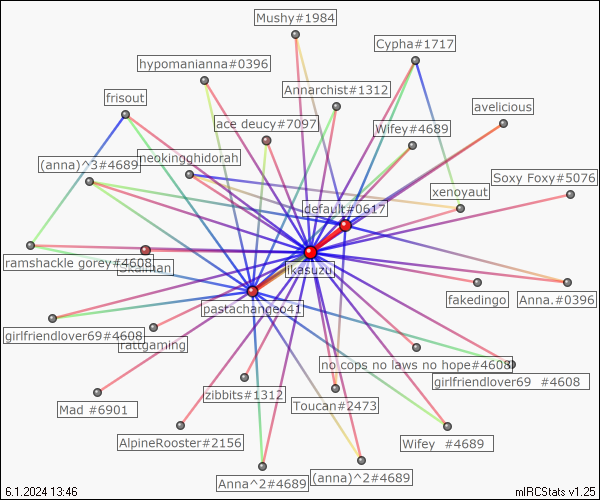 Mushy#1984
Cypha#1717
hypomanianna#0396
Annarchist#1312
frisout
avelicious
ace deucy#7097
Wifey#4689
(anna)^3#4689
neokingghidorah
Soxy Foxy#5076
xenoyaut
default#0617
ramshackle gorey#4608
ikasuzu
fakedingo
Anna.#0396
pastachangeo41
girlfriendlover69#4608
rattgaming
no cops no laws no hope#4608
girlfriendlover69 #4608
zibbits#1312
Toucan#2473
Mad #6901
AlpineRooster#2156
Wifey #4689
Anna^2#4689
(anna)^2#4689
6.1.2024 13:46
mIRCStats v1.25